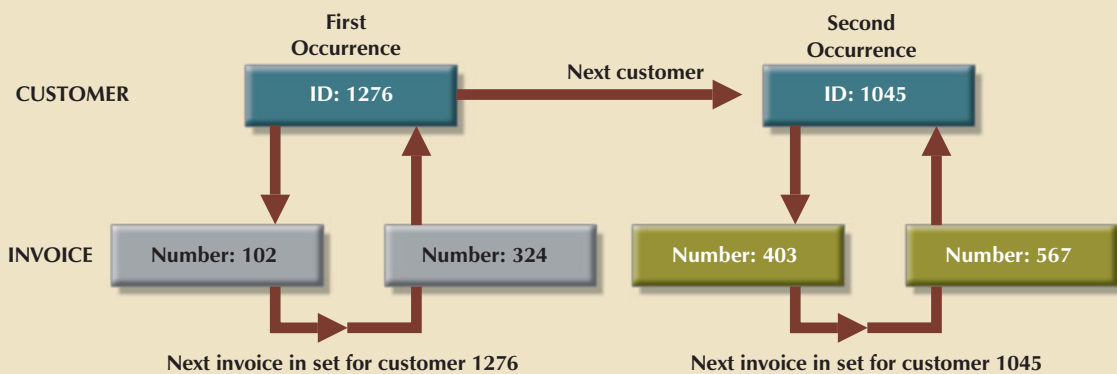 First
Occurrence
Second
Occurrence
Next customer
CUSTOMER
ID: 1276
ID: 1045
INVOICE
Number: 102
Number: 324
Number: 403
Number: 567
Next invoice in set for customer 1276
Next invoice in set for customer 1045